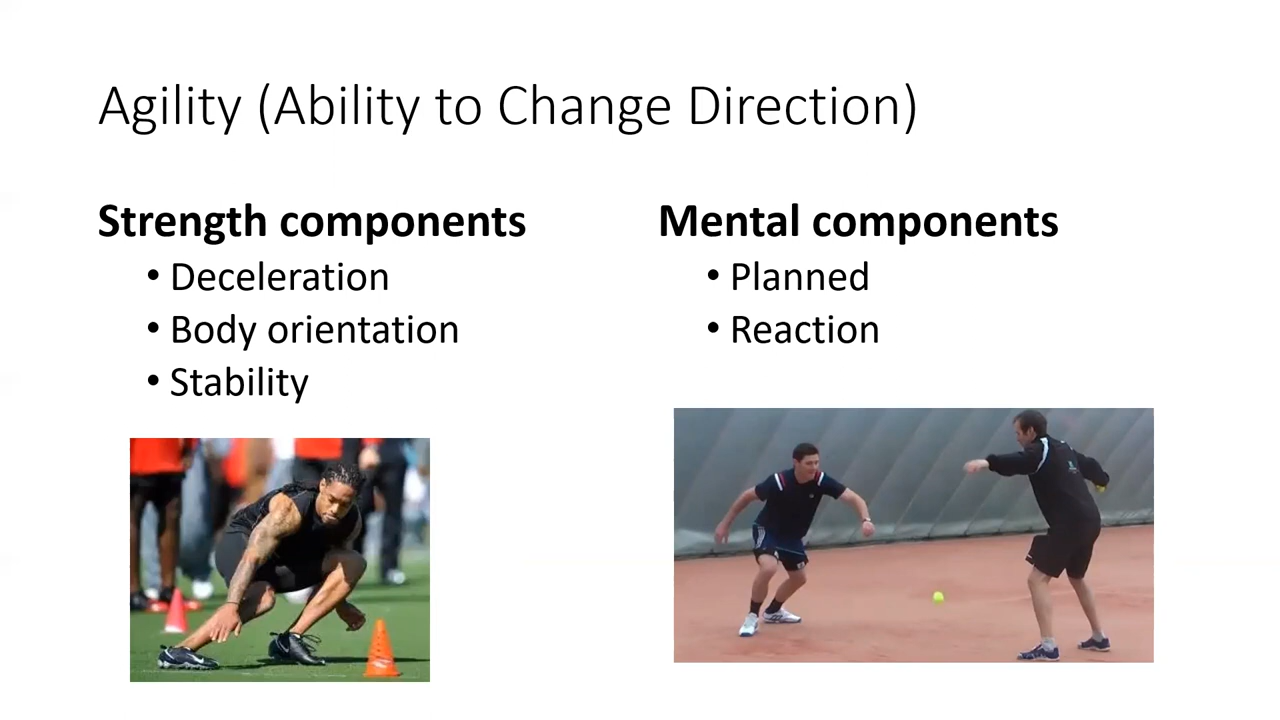 Agility (Ability to Change Direction)
Strength components
• Deceleration
• Body orientation
• Stability
Mental components
• Planned
• Reaction